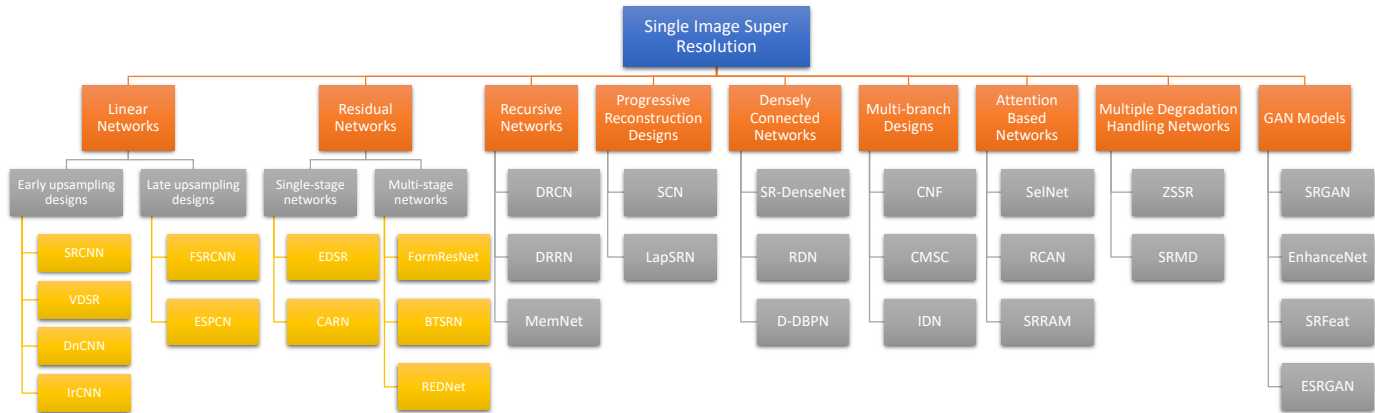 Single Image Super
Resolution
Linear
Networks
Residual
Networks
Recursive
Networks
Progressive
Reconstruction
Designs
Densely
Connected
Networks
Multi-branch
Designs
Attention
Based
Networks
Multiple Degradation
Handling Networks
GAN Models
Early upsampling
designs
Late upsampling
designs
Single-stage
networks
Multi-stage
networks
SRCNN
VDSR
DnCNN
IrCNN
FSRCNN
ESPCN
EDSR
CARN
FormResNet
BTSRN
REDNet
DRCN
DRRN
MemNet
SCN
LapSRN
SR-DenseNet
RDN
D-DBPN
CNF
CMSC
IDN
SelNet
RCAN
SRRAM
ZSSR
SRMD
SRGAN
EnhanceNet
SRFeat
ESRGAN